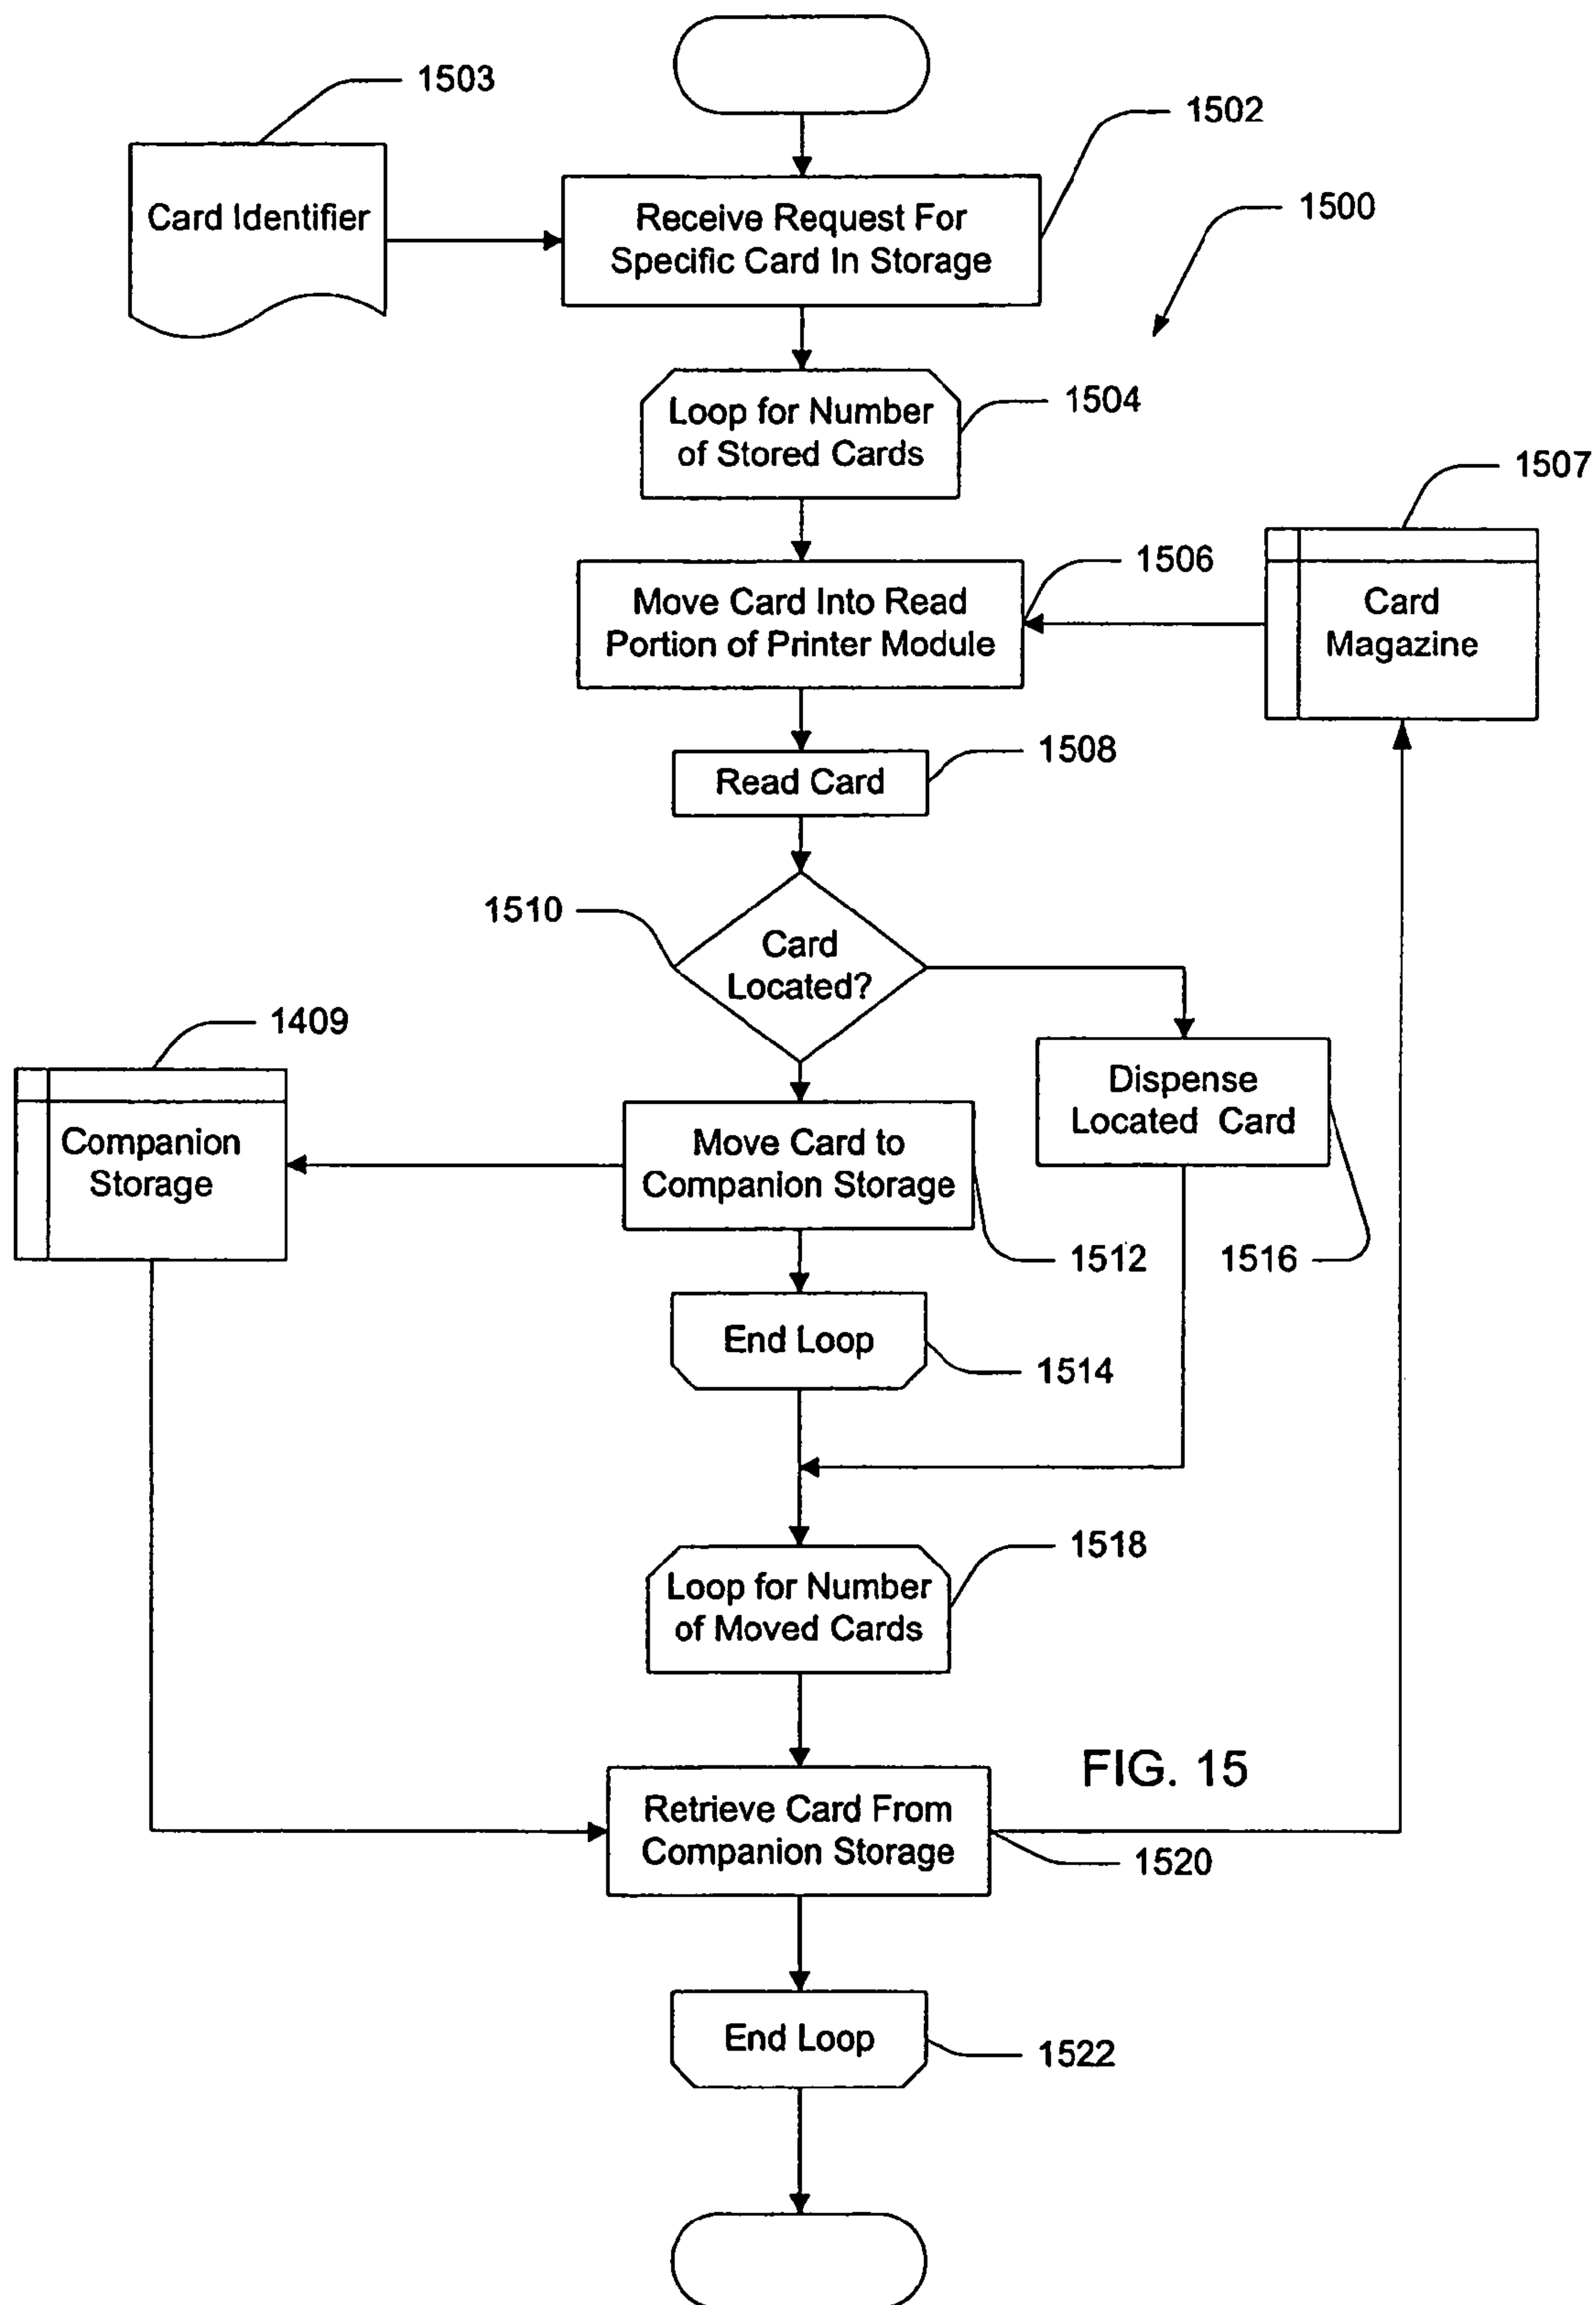 1503
1502
Card Identifier
Receive Request For
Specific Card In Storage
1500
Loop for Number
of Stored Cards
1504
1507
1506
Move Card Into Read
Portion of Printer Module
Card
Magazine
1508
Read Card
1510
Card
Located?
1409
Dispense
Located Card
Companion
Storage
Move Card to
Companion Storage
1512
1516
End Loop
1514
1518
Loop for Number
of Moved Cards
FIG. 15
Retrieve Card From
Companion Storage
1520
End Loop
1522